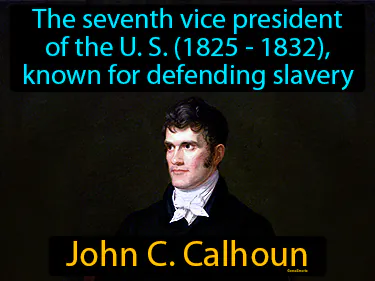 The seventh vice president
of the U. S. (1825 - 1832),
known for defending slavery
John C. Calhoun